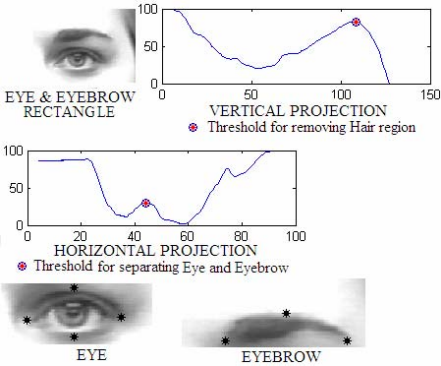 100
50
0
0 50 100 150
EYE & EYEBROW
RECTANGLE
VERTICAL PROJECTION
Threshold for removing Hair region
100
50
0
0 20 40 60 80 100
HORIZONTAL PROJECTION
Threshold for separating Eye and Eyebrow
EYE
EYEBROW